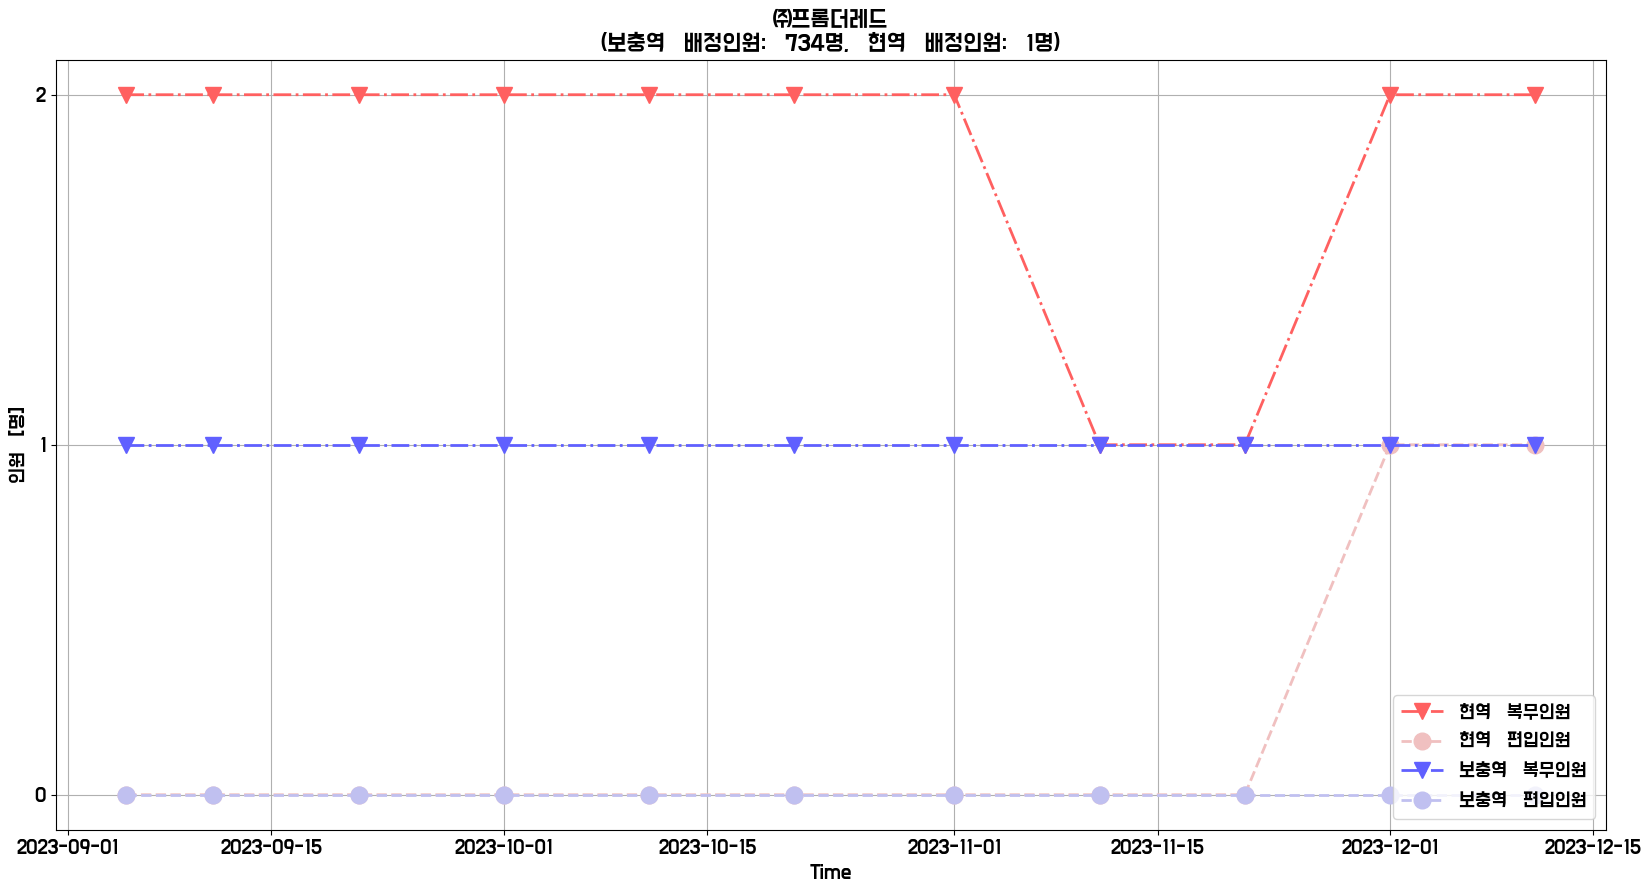 ㈜프롬더레드
(보충역 배정인원: 734명, 현역 배정인원: 1명)
2
1
0
인원 [명]
2023-09-01 2023-09-15 2023-10-01 2023-10-15 2023-11-01 2023-11-15 2023-12-01 2023-12-15
Time
현역 복무인원
현역 편입인원
보충역 복무인원
보충역 편입인원